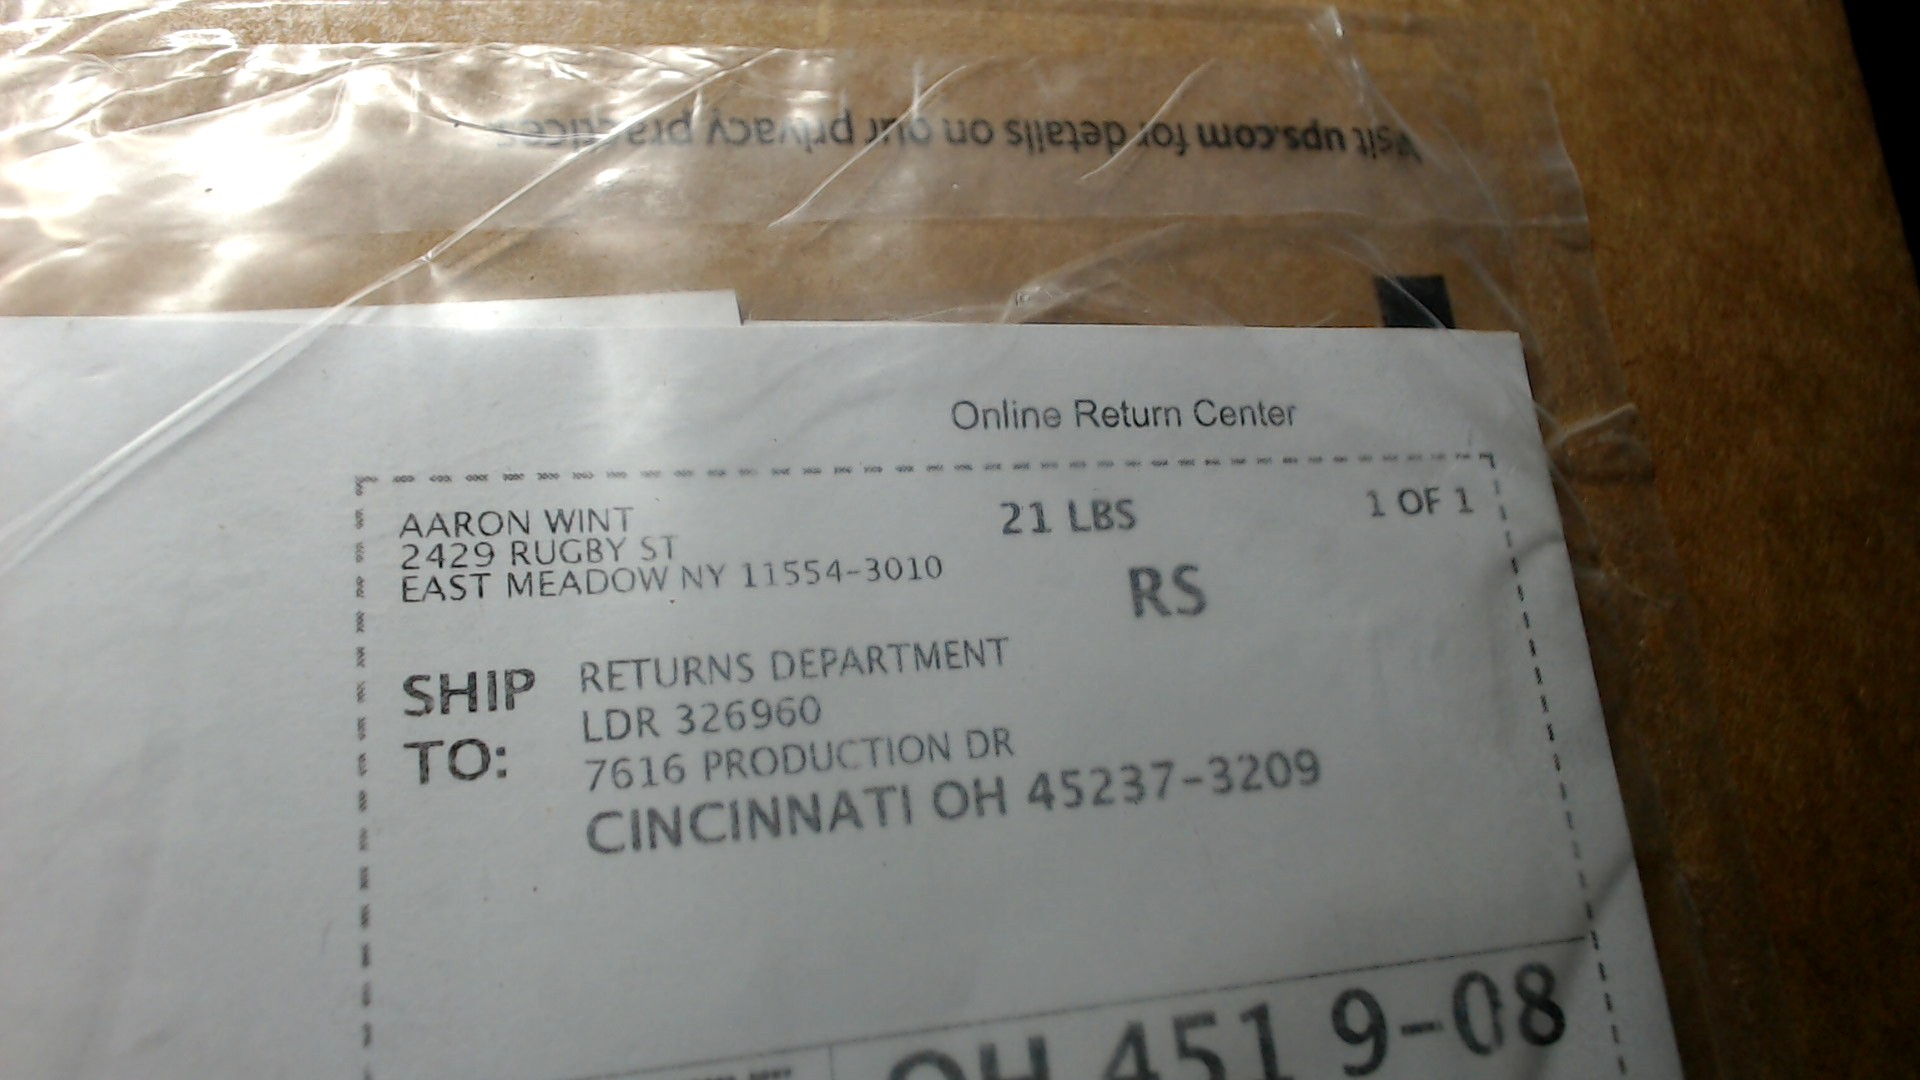 Visit ups.com for details on our privacy practices.
Online Return Center
AARON WINT
2429 RUGBY ST
EAST MEADOW NY 11554-3010
21 LBS
1 OF 1
RS
SHIP TO:
RETURNS DEPARTMENT
LDR 326960
7616 PRODUCTION DR
CINCINNATI OH 45237-3209
OH 451 9-08